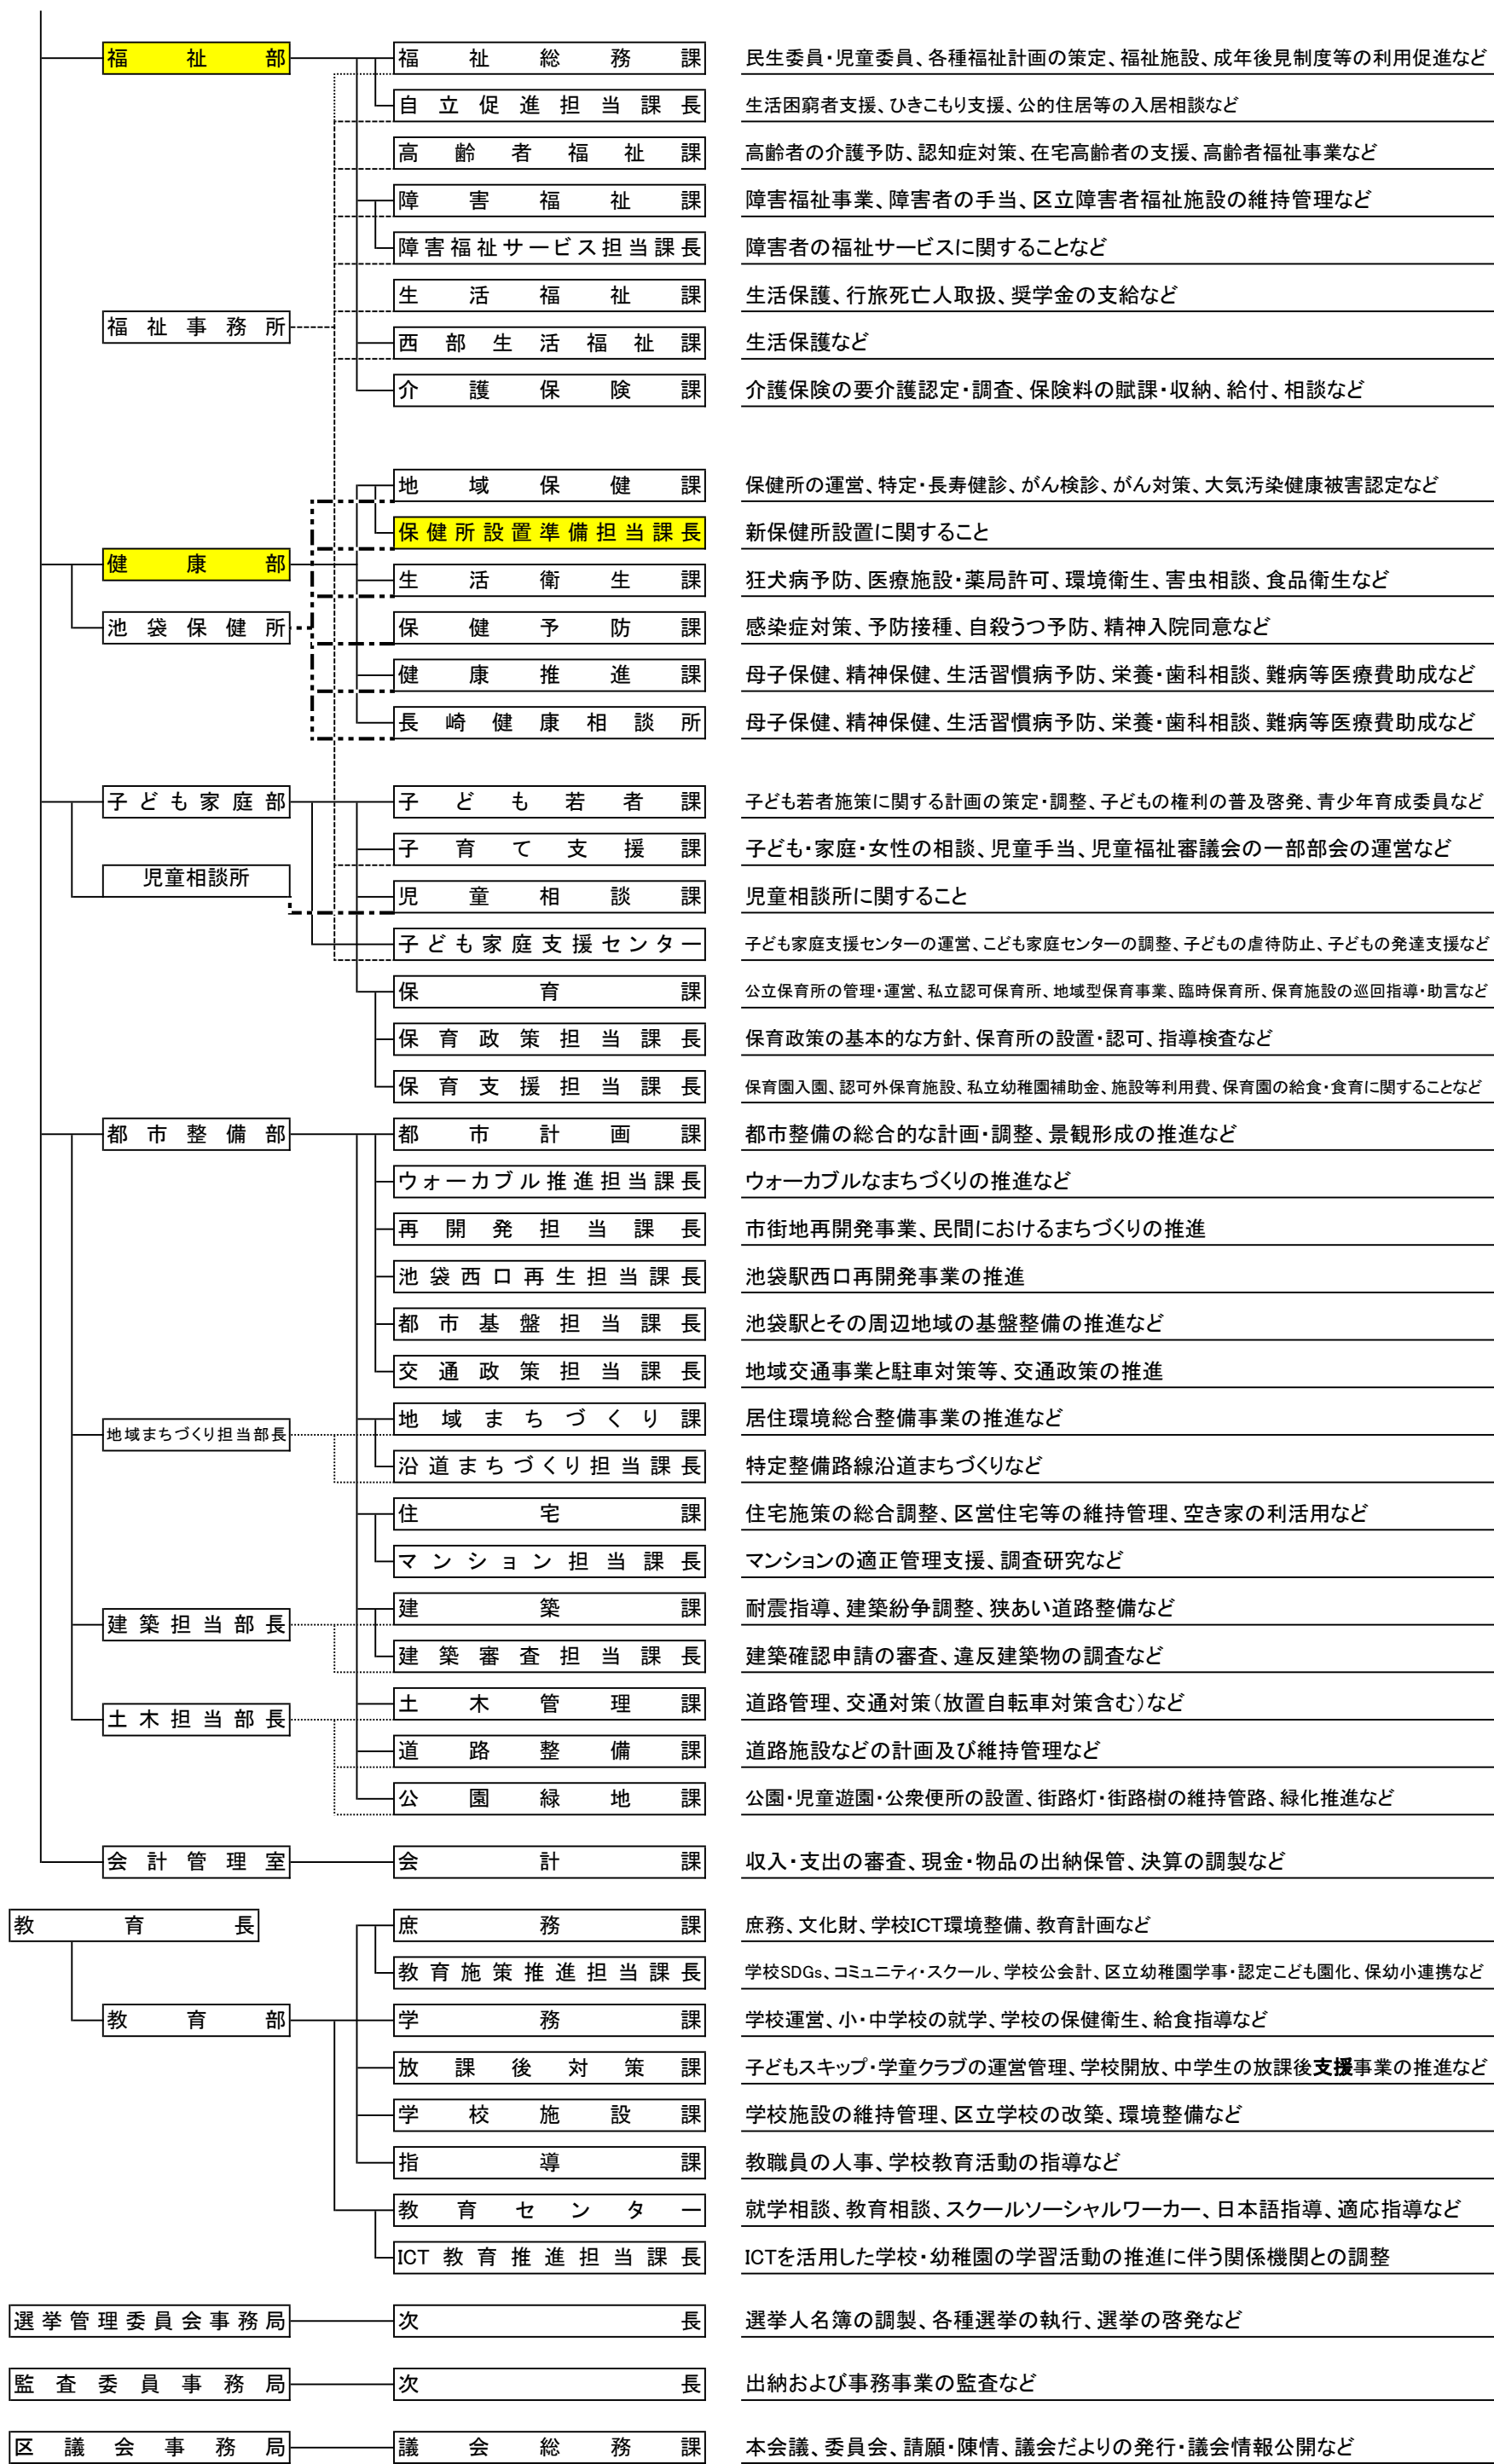 福祉部 福祉総務課 民生委員・児童委員、各種福祉計画の策定、福祉施設、成年後見制度等の利用促進など
自立促進担当課長 生活困窮者支援、ひきこもり支援、公的住居等の入居相談など
高齢者福祉課 高齢者の介護予防、認知症対策、在宅高齢者の支援、高齢者福祉事業など
障害福祉課 障害福祉事業、障害者の手当、区立障害者福祉施設の維持管理など
障害福祉サービス担当課長 障害者の福祉サービスに関することなど
生活福祉課 生活保護、行旅死亡人取扱、奨学金の支給など
福祉事務所
西部生活福祉課 生活保護など
介護保険課 介護保険の要介護認定・調査、保険料の賦課・収納、給付、相談など
地域保健課 保健所の運営、特定・長寿健診、がん検診、がん対策、大気汚染健康被害認定など
保健所設置準備担当課長 新保健所設置に関すること
健康部
生活衛生課 狂犬病予防、医療施設・薬局許可、環境衛生、害虫相談、食品衛生など
池袋保健所 保健予防課 感染症対策、予防接種、自殺うつ予防、精神入院同意など
健康推進課 母子保健、精神保健、生活習慣病予防、栄養・歯科相談、難病等医療費助成など
長崎健康相談所 母子保健、精神保健、生活習慣病予防、栄養・歯科相談、難病等医療費助成など
子ども家庭部 子ども若者課 子ども若者施策に関する計画の策定・調整、子どもの権利の普及啓発、青少年育成委員など
子育て支援課 子ども・家庭・女性の相談、児童手当、児童福祉審議会の一部部会の運営など
児童相談所
児童相談課 児童相談所に関すること
子ども家庭支援センター 子ども家庭支援センターの運営、こども家庭センターの調整、子どもの虐待防止、子どもの発達支援など
保育課 公立保育所の管理・運営、私立認可保育所、地域型保育事業、臨時保育所、保育施設の巡回指導・助言など
保育政策担当課長 保育政策の基本的な方針、保育所の設置・認可、指導検査など
保育支援担当課長 保育園入園、認可外保育施設、私立幼稚園補助金、施設等利用費、保育園の給食・食育に関することなど
都市整備部 都市計画課 都市整備の総合的な計画・調整、景観形成の推進など
ウォーカブル推進担当課長 ウォーカブルなまちづくりの推進など
再開発担当課長 市街地再開発事業、民間におけるまちづくりの推進
池袋西口再生担当課長 池袋駅西口再開発事業の推進
都市基盤担当課長 池袋駅とその周辺地域の基盤整備の推進など
交通政策担当課長 地域交通事業と駐車対策等、交通政策の推進
地域まちづくり課 居住環境総合整備事業の推進など
地域まちづくり担当部長
沿道まちづくり担当課長 特定整備路線沿道まちづくりなど
住宅課 住宅施策の総合調整、区営住宅等の維持管理、空き家の利活用など
マンション担当課長 マンションの適正管理支援、調査研究など
建築課 耐震指導、建築紛争調整、狭あい道路整備など
建築担当部長
建築審査担当課長 建築確認申請の審査、違反建築物の調査など
土木管理課 道路管理、交通対策（放置自転車対策含む）など
土木担当部長
道路整備課 道路施設などの計画及び維持管理など
公園緑地課 公園・児童遊園・公衆便所の設置、街路灯・街路樹の維持管路、緑化推進など
会計管理室 会計課 収入・支出の審査、現金・物品の出納保管、決算の調製など
教育長 庶務課 庶務、文化財、学校ICT環境整備、教育計画など
教育施策推進担当課長 学校SDGs、コミュニティ・スクール、学校公会計、区立幼稚園学事・認定こども園化、保幼小連携など
教育部 学務課 学校運営、小・中学校の就学、学校の保健衛生、給食指導など
放課後対策課 子どもスキップ・学童クラブの運営管理、学校開放、中学生の放課後支援事業の推進など
学校施設課 学校施設の維持管理、区立学校の改築、環境整備など
指導課 教職員の人事、学校教育活動の指導など
教育センター 就学相談、教育相談、スクールソーシャルワーカー、日本語指導、適応指導など
ICT教育推進担当課長 ICTを活用した学校・幼稚園の学習活動の推進に伴う関係機関との調整
選挙管理委員会事務局 次長 選挙人名簿の調製、各種選挙の執行、選挙の啓発など
監査委員事務局 次長 出納および事務事業の監査など
区議会事務局 議会総務課 本会議、委員会、請願・陳情、議会だよりの発行・議会情報公開など